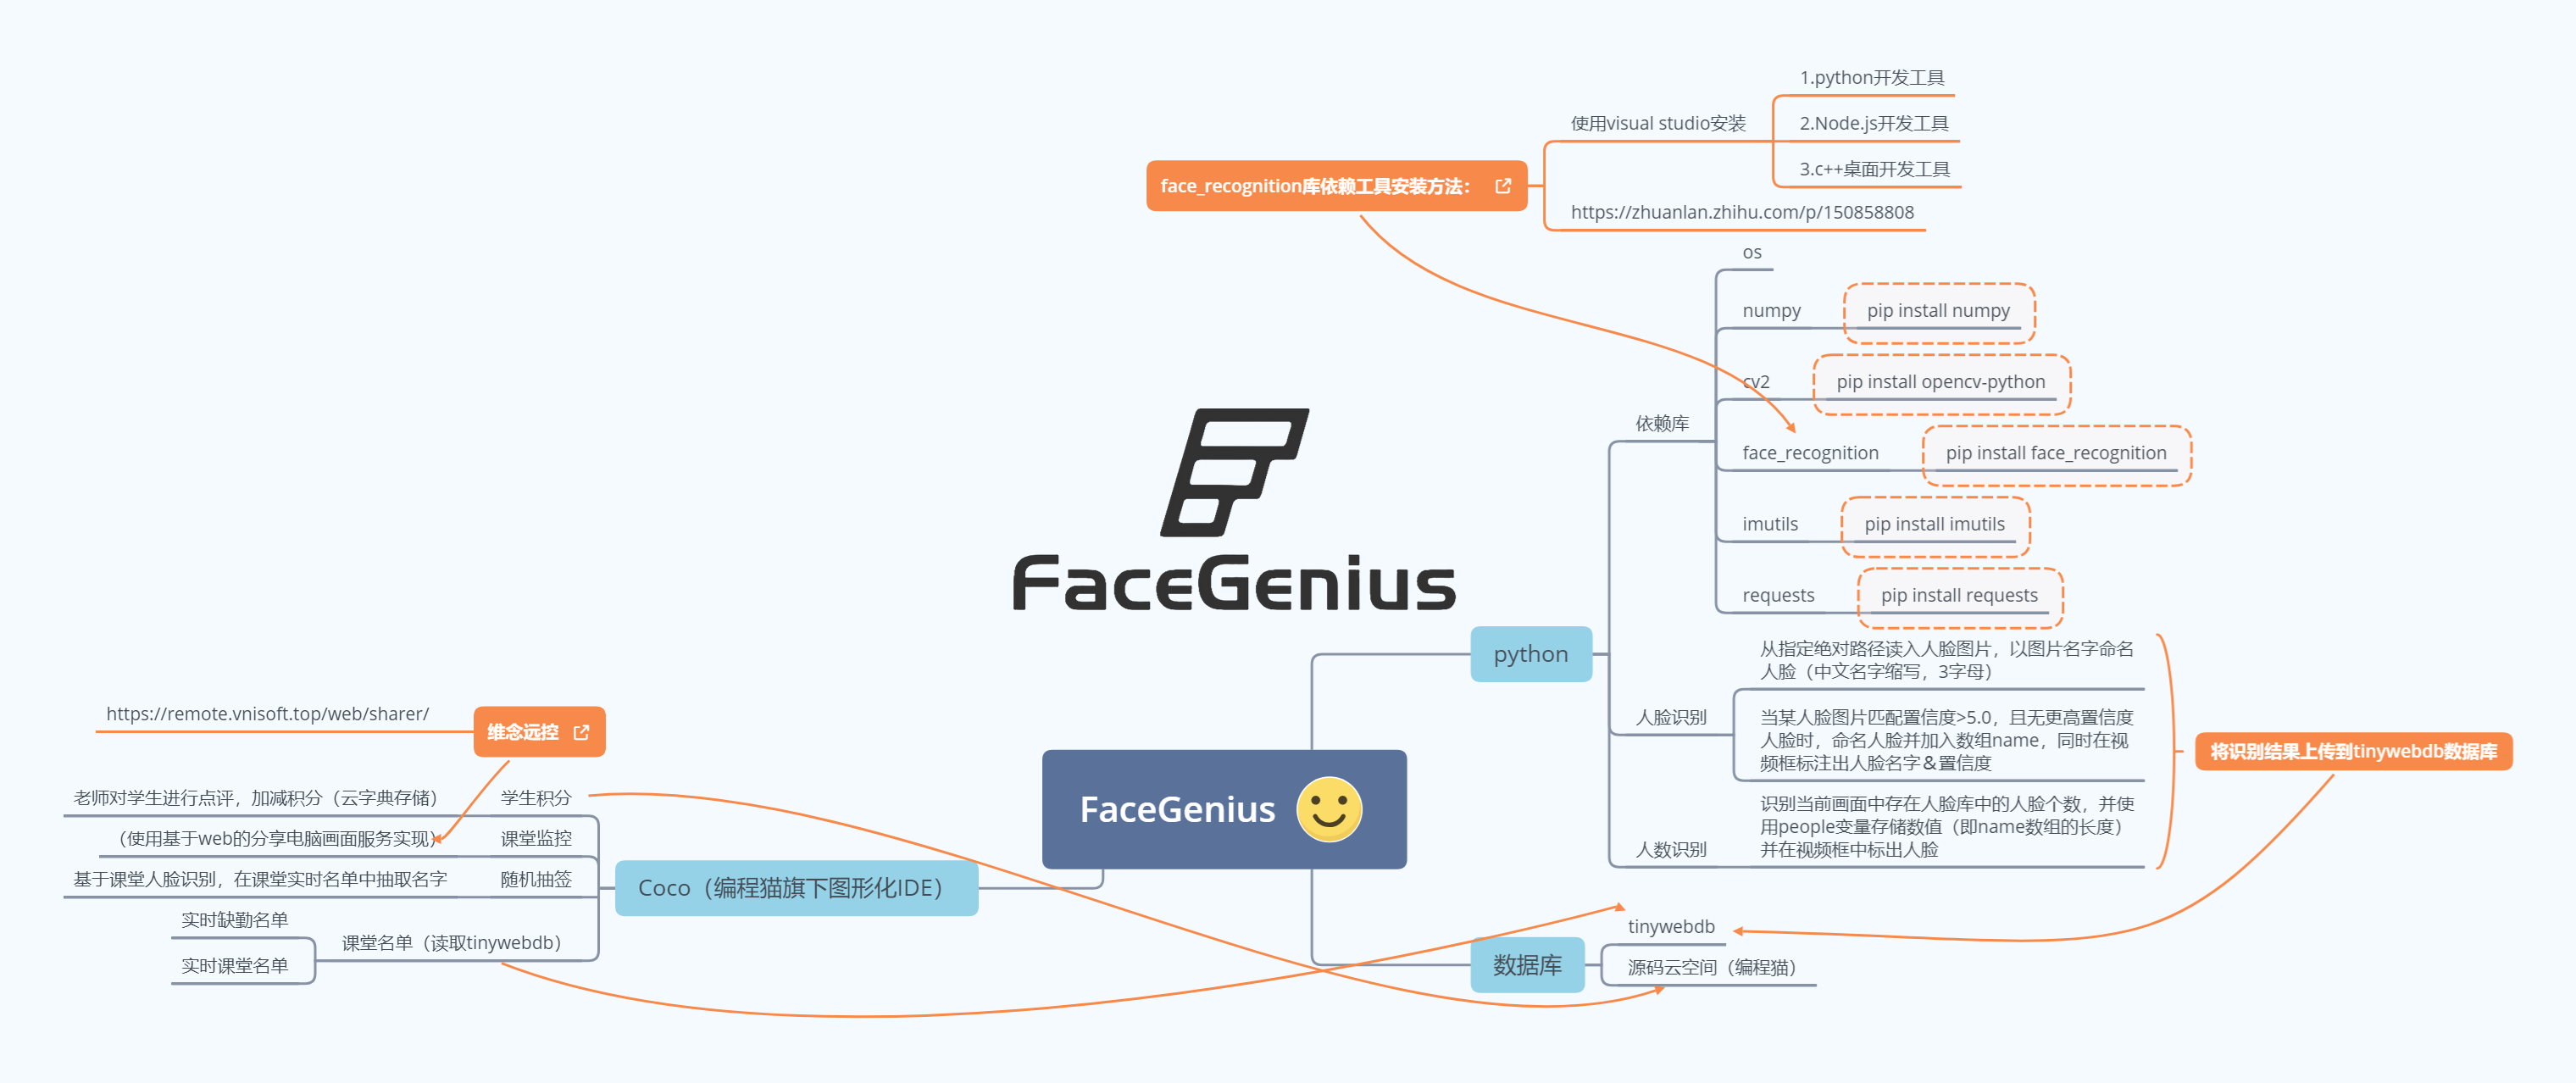 1.python开发工具
使用visual studio安装
2.Node.js开发工具
3.c++桌面开发工具
face_recognition库依赖工具安装方法：
https://zhuanlan.zhihu.com/p/150858808
os
numpy
pip install numpy
cv2
pip install opencv-python
依赖库
face_recognition
pip install face_recognition
imutils
pip install imutils
requests
pip install requests
FaceGenius
python
从指定绝对路径读入人脸图片，以图片名字命名
人脸（中文名字缩写，3字母）
人脸识别
当某人脸图片匹配置信度>5.0，且无更高置信度
人脸时，命名人脸并加入数组name，同时在视
频框标注出人脸名字＆置信度
将识别结果上传到tinywebdb数据库
识别当前画面中存在人脸库中的人脸个数，并使
用people变量存储数值（即name数组的长度）
并在视频框中标出人脸
人数识别
https://remote.vnisoft.top/web/sharer/
维念远控
FaceGenius
老师对学生进行点评，加减积分（云字典存储）
学生积分
（使用基于web的分享电脑画面服务实现）
课堂监控
基于课堂人脸识别，在课堂实时名单中抽取名字
随机抽签
Coco（编程猫旗下图形化IDE）
实时缺勤名单
课堂名单（读取tinywebdb）
实时课堂名单
tinywebdb
数据库
源码云空间（编程猫）